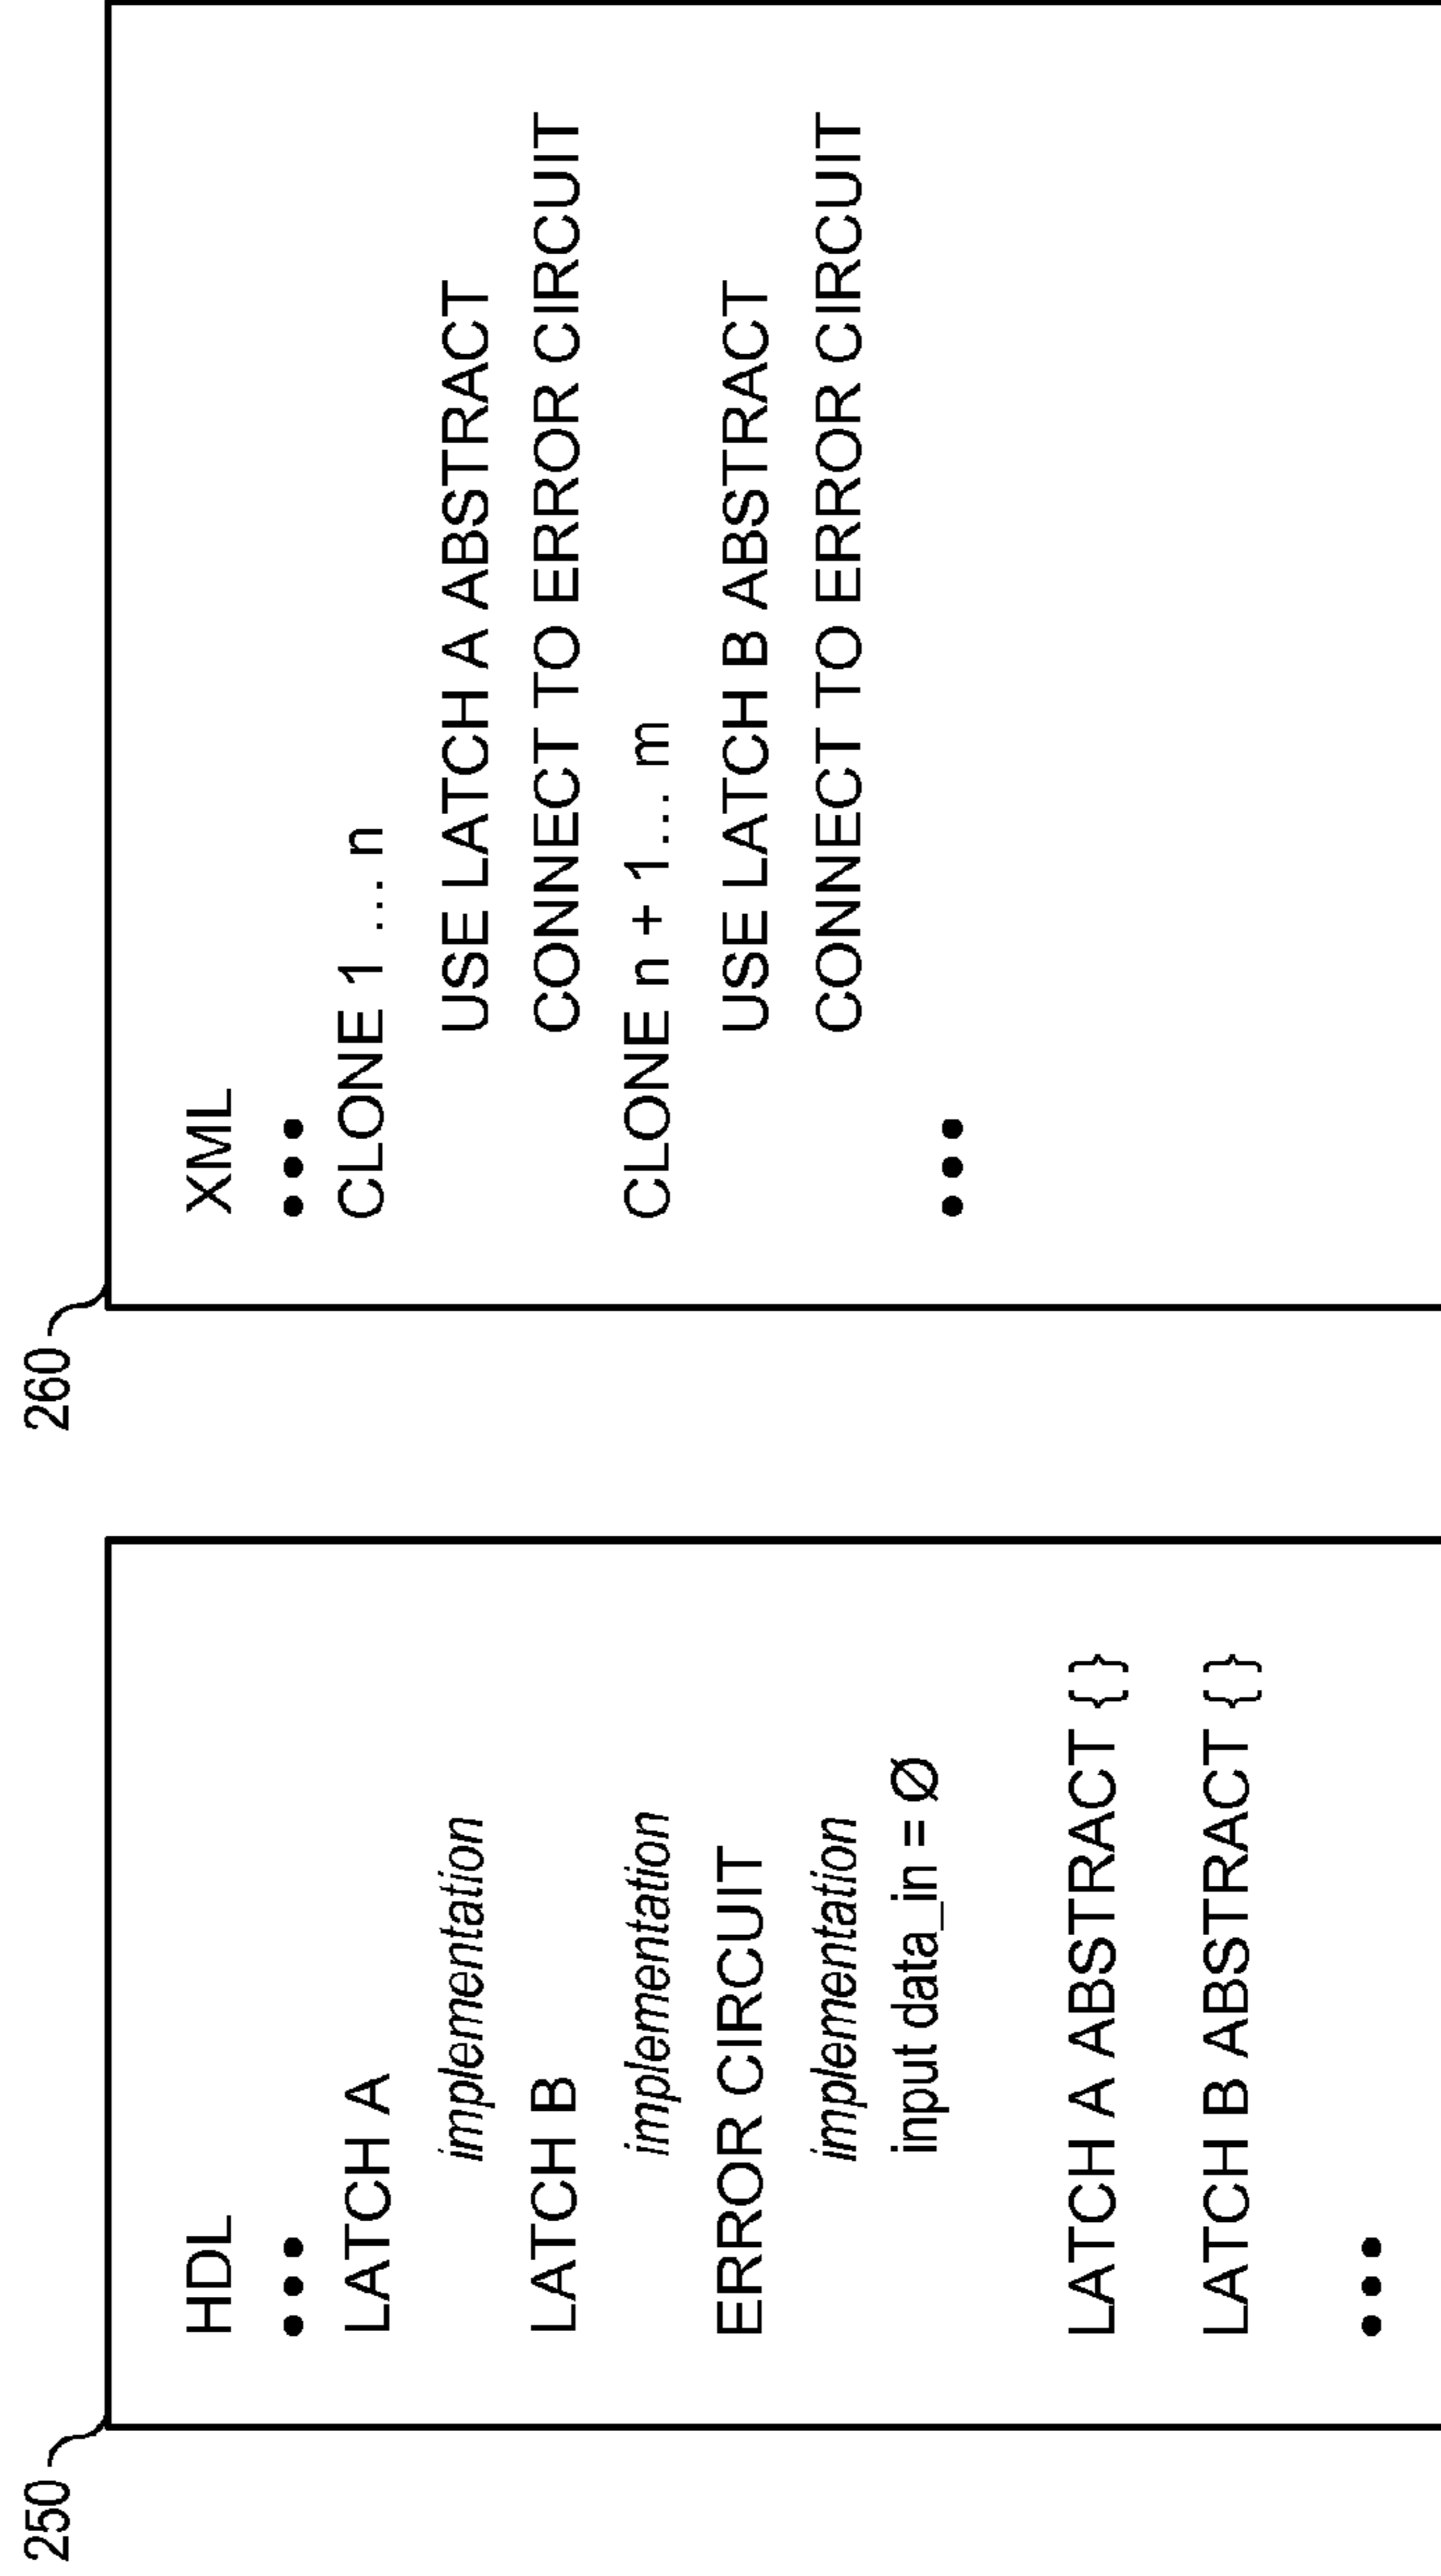 250
HDL
•••
LATCH A
implementation
LATCH B
implementation
ERROR CIRCUIT
implementation
input data_in = Ø
LATCH A ABSTRACT { }
LATCH B ABSTRACT { }
•••
260
XML
•••
CLONE 1 ... n
USE LATCH A ABSTRACT
CONNECT TO ERROR CIRCUIT
CLONE n + 1... m
USE LATCH B ABSTRACT
CONNECT TO ERROR CIRCUIT
•••